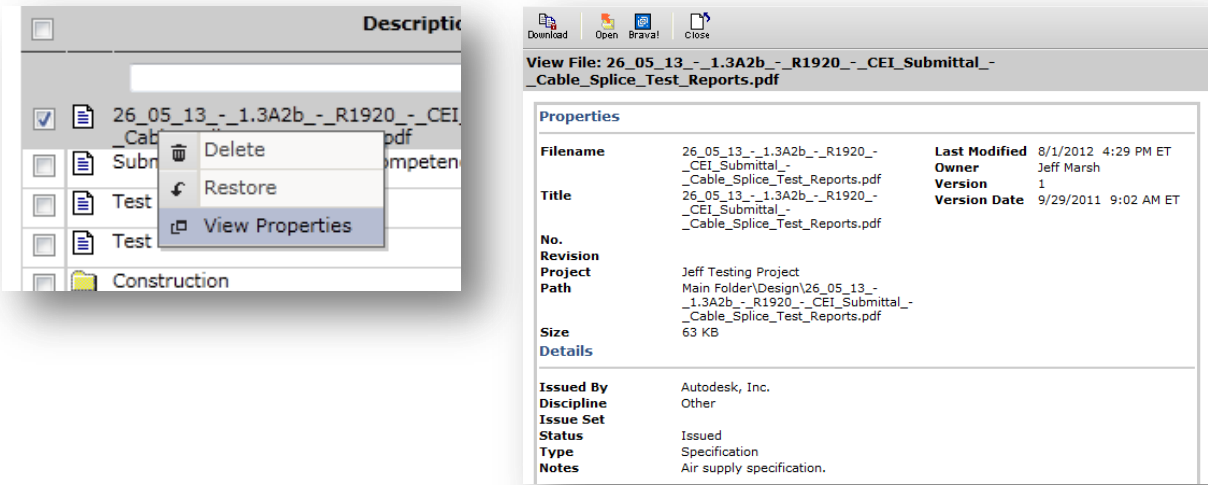 Descriptio
26_05_13_-_1.3A2b_-_R1920_-_CEI_
_Cab
pdf
Delete
Subm
ompeten
Restore
Test
View Properties
Test
Construction
Download Open Brava! Close
View File: 26_05_13_-_1.3A2b_-_R1920_-_CEI_Submittal_-
_Cable_Splice_Test_Reports.pdf
Properties
Filename 26_05_13_-_1.3A2b_-_R1920_-
_CEI_Submittal_-
_Cable_Splice_Test_Reports.pdf
Title 26_05_13_-_1.3A2b_-_R1920_-
_CEI_Submittal_-
_Cable_Splice_Test_Reports.pdf
No.
Revision
Project Jeff Testing Project
Path Main Folder\Design\26_05_13_-
_1.3A2b_-_R1920_-_CEI_Submittal_-
_Cable_Splice_Test_Reports.pdf
Size 63 KB
Last Modified 8/1/2012 4:29 PM ET
Owner Jeff Marsh
Version 1
Version Date 9/29/2011 9:02 AM ET
Details
Issued By Autodesk, Inc.
Discipline Other
Issue Set
Status Issued
Type Specification
Notes Air supply specification.